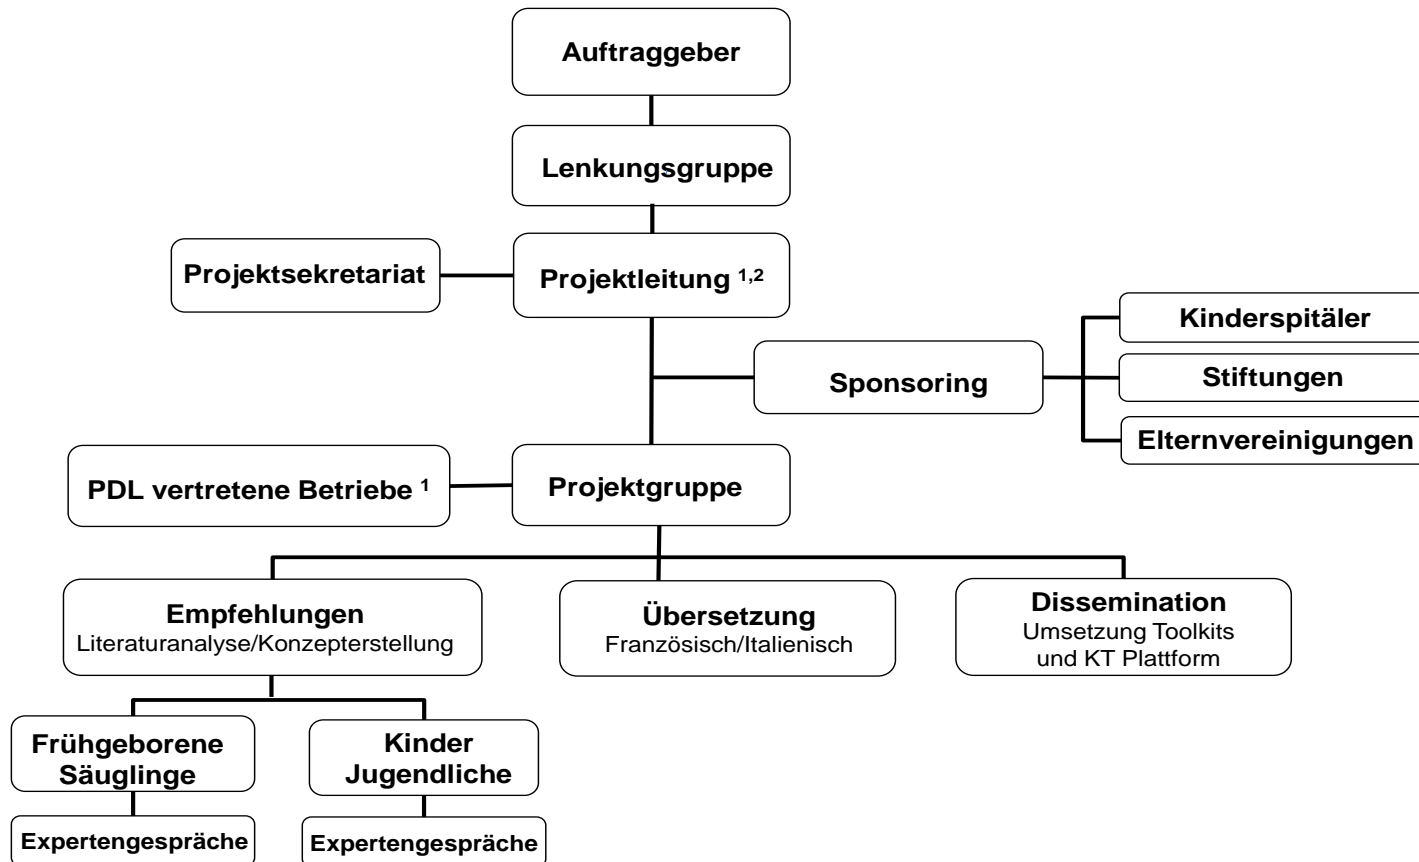 Auftraggeber
Lenkungsgruppe
Projektsekretariat
Projektleitung 1,2
Kinderspitäler
Sponsoring
Stiftungen
Elternvereinigungen
PDL vertretene Betriebe 1
Projektgruppe
Empfehlungen
Literaturanalyse/Konzepterstellung
Übersetzung
Französisch/Italienisch
Dissemination
Umsetzung Toolkits
und KT Plattform
Frühgeborene
Säuglinge
Kinder
Jugendliche
Expertengespräche
Expertengespräche